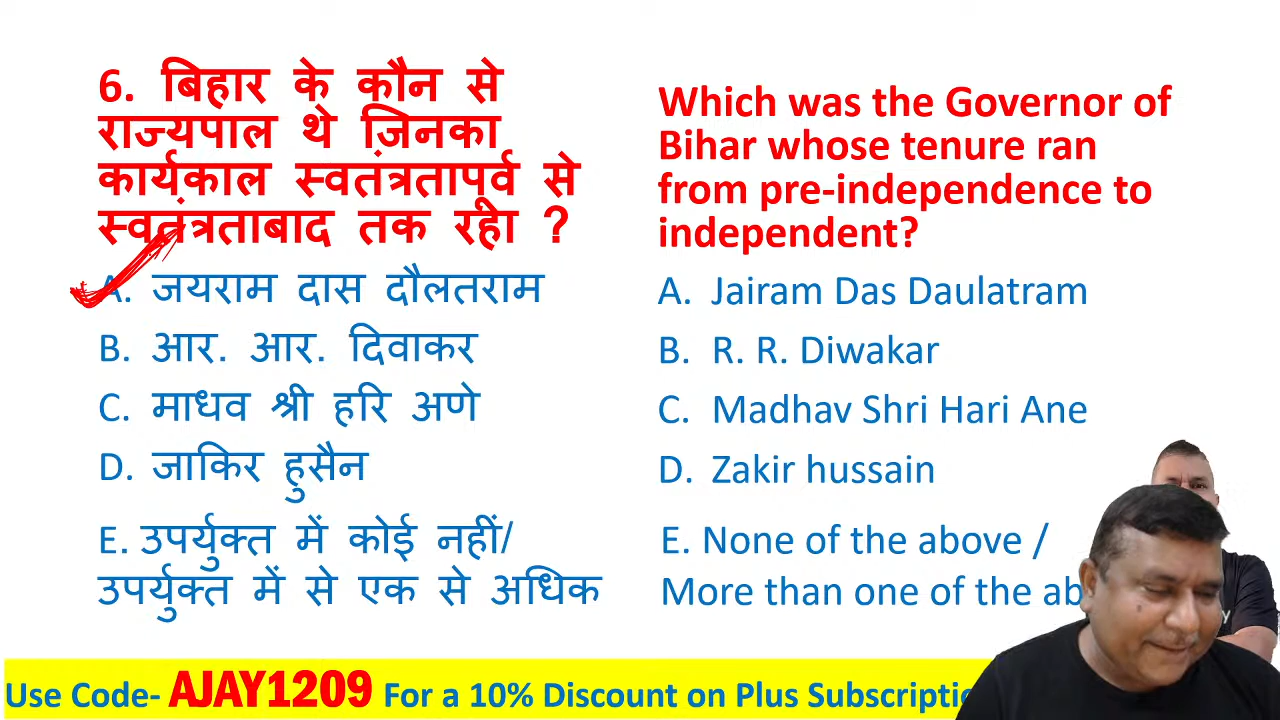 6. बिहार के कौन से
राज्यपाल थे जिनका
कार्यकाल स्वतंत्रतापूर्व से
स्वतंत्रताबाद तक रहा ?
A. जयराम दास दौलतराम
B. आर. आर. दिवाकर
C. माधव श्री हरि अणे
D. जाकिर हुसैन
E. उपर्युक्त में कोई नहीं/
उपर्युक्त में से एक से अधिक
Which was the Governor of
Bihar whose tenure ran
from pre-independence to
independent?
A. Jairam Das Daulatram
B. R. R. Diwakar
C. Madhav Shri Hari Ane
D. Zakir hussain
E. None of the above /
More than one of the
Use Code- AJAY1209 For a 10% Discount on Plus